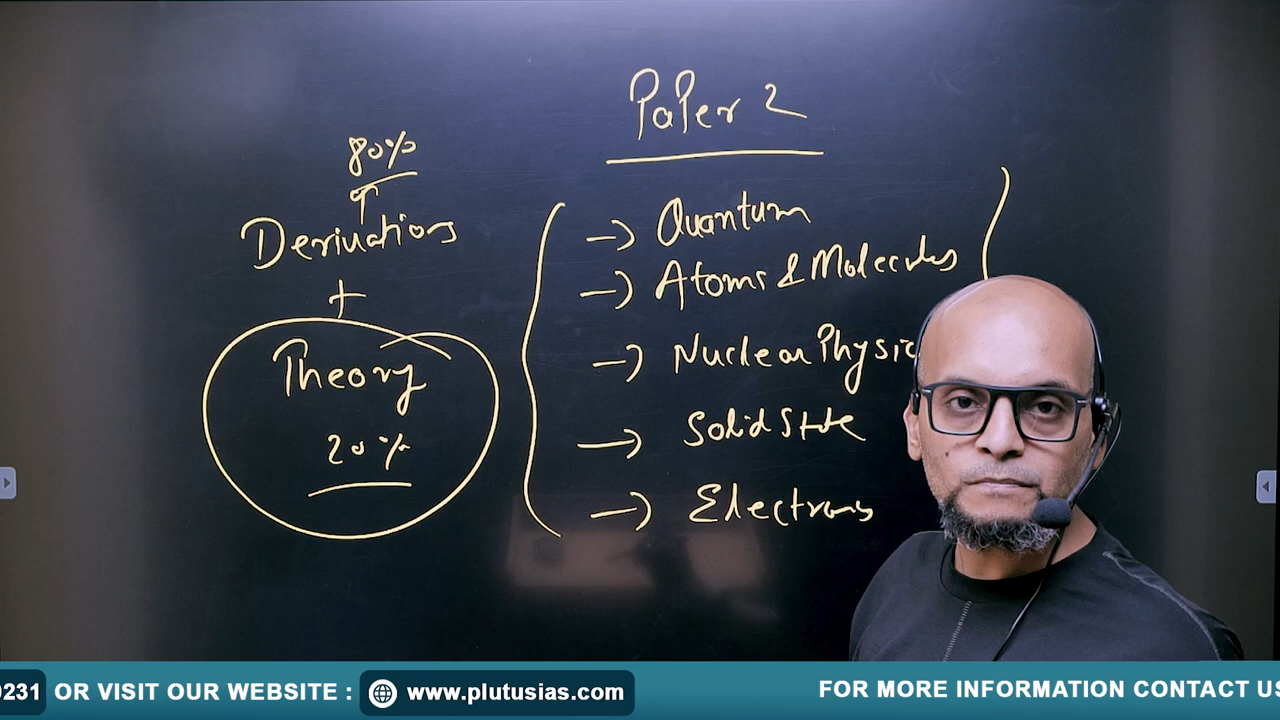 Paper 2
80%
Derivations
+
Theory
20%
→ Quantum
→ Atoms & Molecules
→ Nuclear Physic
→ Solid State
→ Electrons
0231 OR VISIT OUR WEBSITE : www.plutusias.com FOR MORE INFORMATION CONTACT US